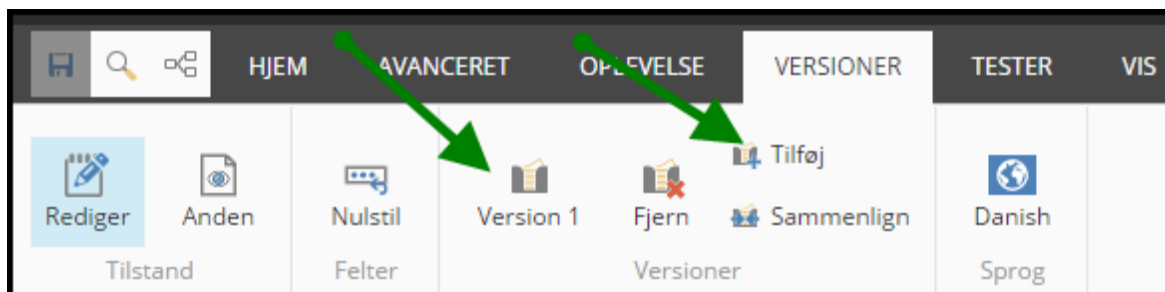 HJEM AVANCERET OPLEVELSE VERSIONER TESTER VIS
Tilføj
Rediger Anden Nulstil Version 1 Fjern Sammenlign Danish
Tilstand Felter Versioner Sprog